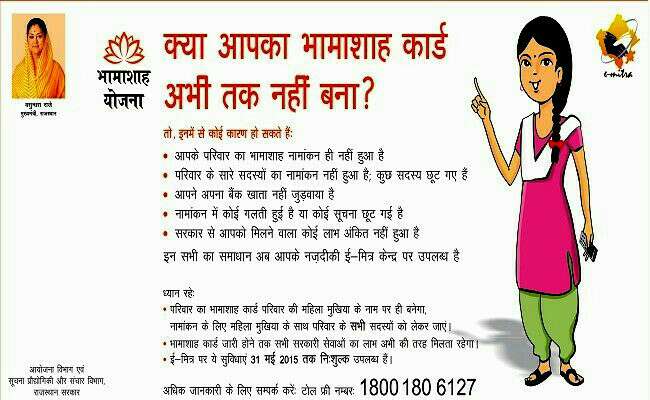 वसुन्धरा राजे
मुख्यमंत्री, राजस्थान
भामाशाह
योजना
क्या आपका भामाशाह कार्ड
अभी तक नहीं बना?
e-mitra
तो, इनमें से कोई कारण हो सकते हैं:
• आपके परिवार का भामाशाह नामांकन ही नहीं हुआ है
• परिवार के सारे सदस्यों का नामांकन नहीं हुआ है; कुछ सदस्य छूट गए हैं
• आपने अपना बैंक खाता नहीं जुड़वाया है
• नामांकन में कोई गलती हुई है या कोई सूचना छूट गई है
• सरकार से आपको मिलने वाला कोई लाभ अंकित नहीं हुआ है
इन सभी का समाधान अब आपके नज़दीकी ई-मित्र केन्द्र पर उपलब्ध है
ध्यान रहे:
• परिवार का भामाशाह कार्ड परिवार की महिला मुखिया के नाम पर ही बनेगा,
नामांकन के लिए महिला मुखिया के साथ परिवार के सभी सदस्यों को लेकर जाएं।
• भामाशाह कार्ड जारी होने तक सभी सरकारी सेवाओं का लाभ अभी की तरह मिलता रहेगा।
• ई-मित्र पर ये सुविधाएं 31 मई 2015 तक नि:शुल्क उपलब्ध हैं।
आयोजना विभाग एवं
सूचना प्रौद्योगिकी और संचार विभाग,
राजस्थान सरकार
अधिक जानकारी के लिए सम्पर्क करें: टोल फ्री नम्बर: 1800 180 6127